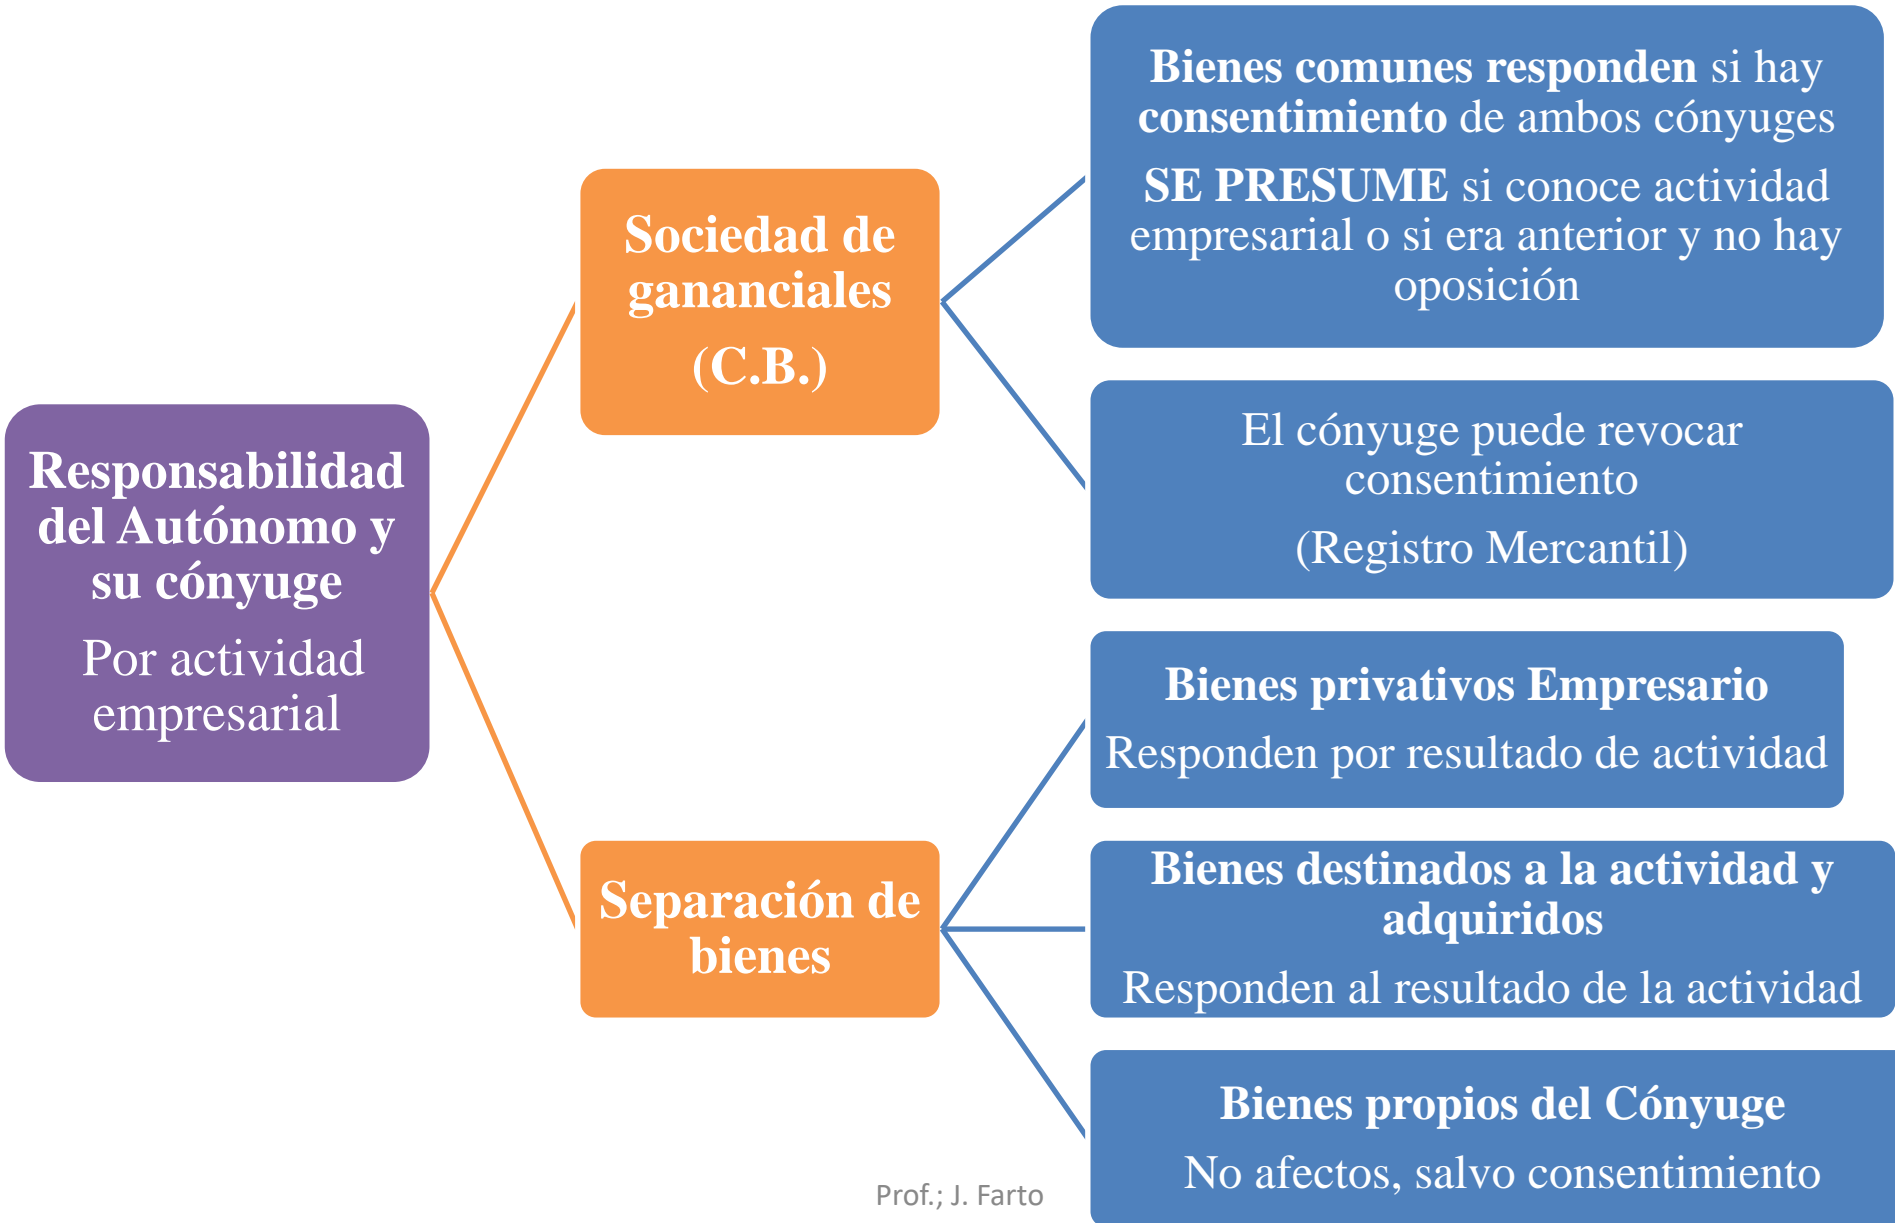 Responsabilidad
del Autónomo y
su cónyuge
Por actividad
empresarial
Sociedad de
gananciales
(C.B.)
Bienes comunes responden si hay
consentimiento de ambos cónyuges
SE PRESUME si conoce actividad
empresarial o si era anterior y no hay
oposición
El cónyuge puede revocar
consentimiento
(Registro Mercantil)
Separación de
bienes
Bienes privativos Empresario
Responden por resultado de actividad
Bienes destinados a la actividad y
adquiridos
Responden al resultado de la actividad
Bienes propios del Cónyuge
No afectos, salvo consentimiento
Prof.; J. Farto